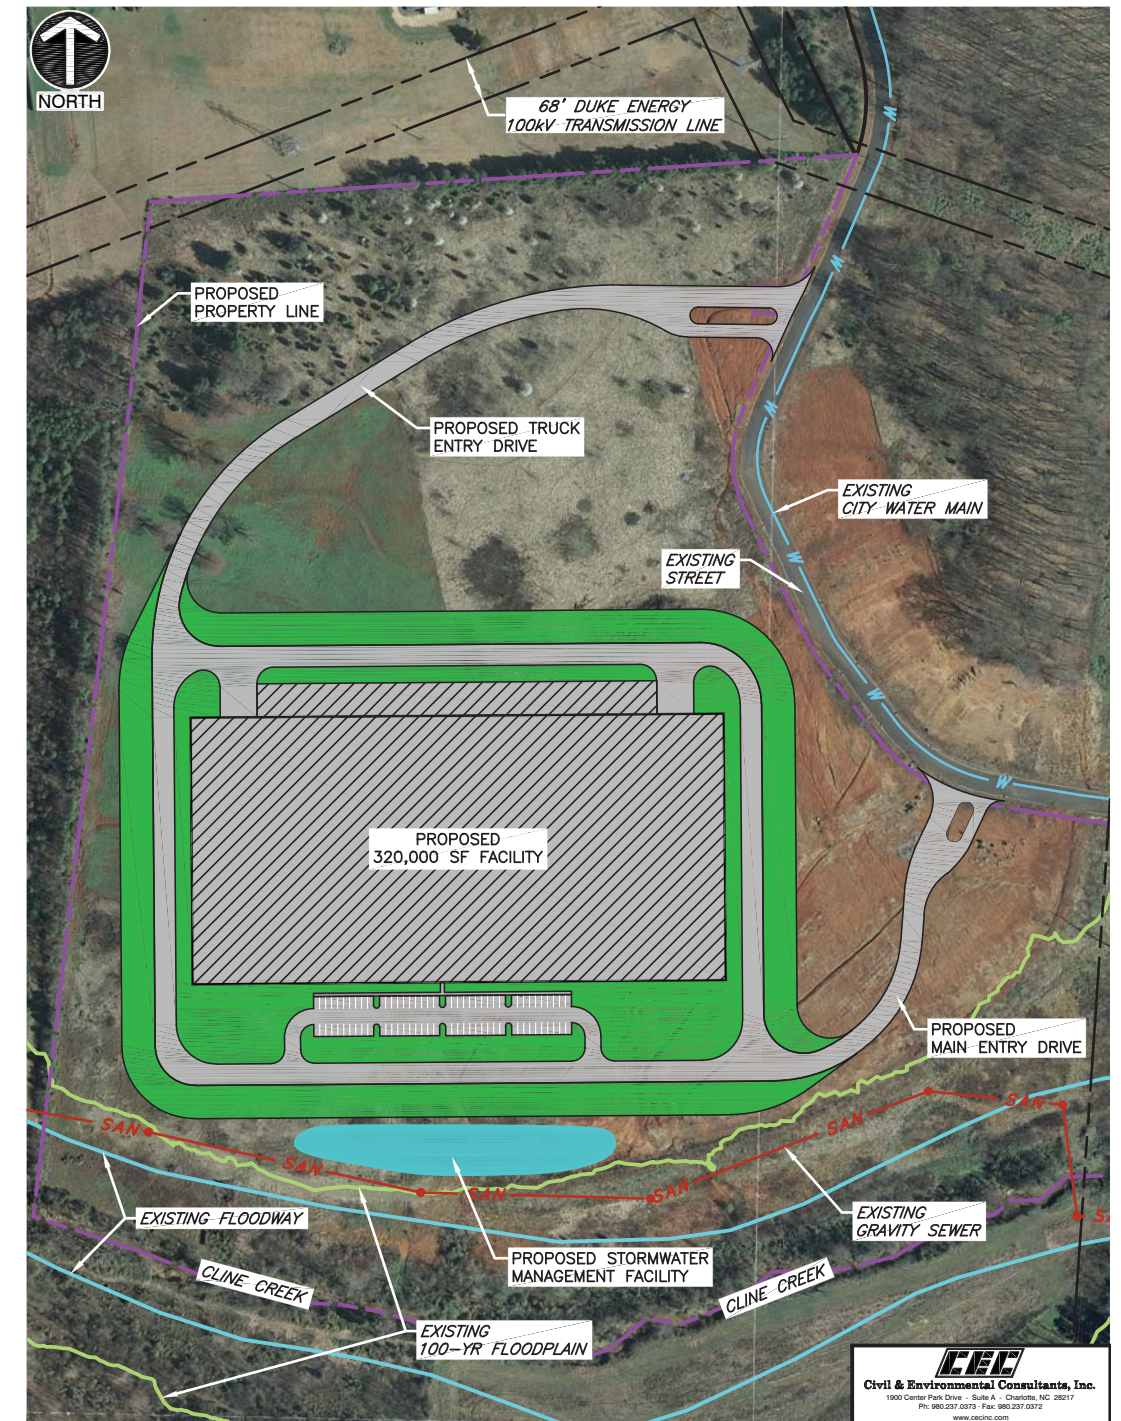 NORTH
68' DUKE ENERGY
100kV TRANSMISSION LINE
W
W
PROPOSED
PROPERTY LINE
W
PROPOSED TRUCK
ENTRY DRIVE
EXISTING
CITY WATER MAIN
EXISTING
STREET
W
W
W
PROPOSED
320,000 SF FACILITY
PROPOSED
MAIN ENTRY DRIVE
SAN
SAN
SAN
SAN
SAN
SAN
SA
EXISTING FLOODWAY
EXISTING
GRAVITY SEWER
PROPOSED STORMWATER
MANAGEMENT FACILITY
CLINE CREEK
CLINE CREEK
EXISTING
100-YR FLOODPLAIN
CEC
Civil & Environmental Consultants, Inc.
1900 Center Park Drive - Suite A - Charlotte, NC 28217
Ph: 980.237.0373 - Fax: 980.237.0372
www.cecinc.com